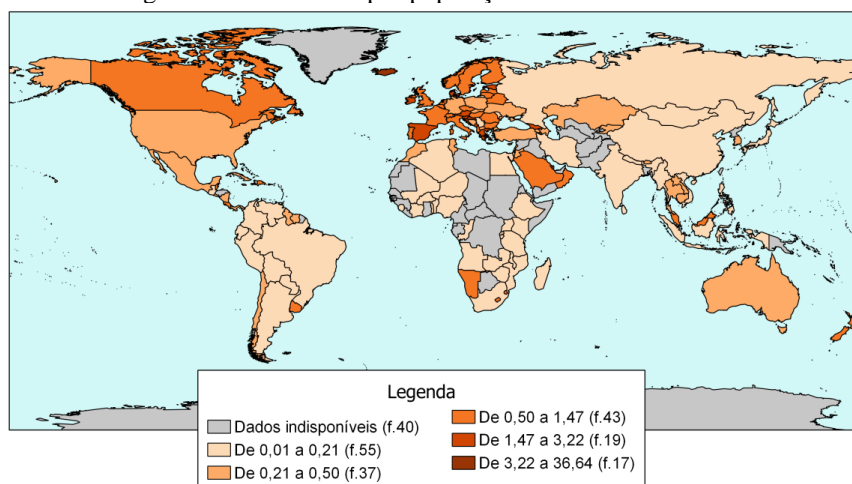 Legenda
Dados indisponíveis (f.40)
De 0,01 a 0,21 (f.55)
De 0,21 a 0,50 (f.37)
De 0,50 a 1,47 (f.43)
De 1,47 a 3,22 (f.19)
De 3,22 a 36,64 (f.17)